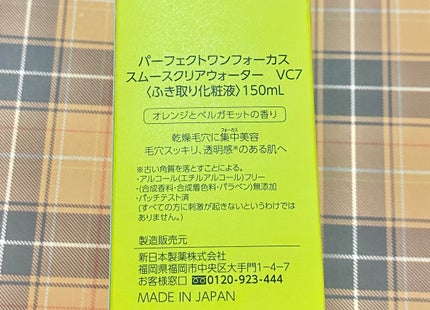 パーフェクトワンフォーカス
スムースクリアウォーター VC7
〈ふき取り化粧液〉150mL
オレンジとベルガモットの香り
フォーカス
乾燥毛穴に集中美容
毛穴スッキリ、透明感※のある肌へ
※古い角質を落とすことによる。
・アルコール(エチルアルコール)フリー
・(合成香料・合成着色料・パラベン)無添加
・パッチテスト済
(すべての方に刺激が起きないというわけでは
ありません。)
製造販売元
新日本製薬株式会社
福岡県福岡市中央区大手門1-4-7
お客様窓口 0120-923-444
MADE IN JAPAN